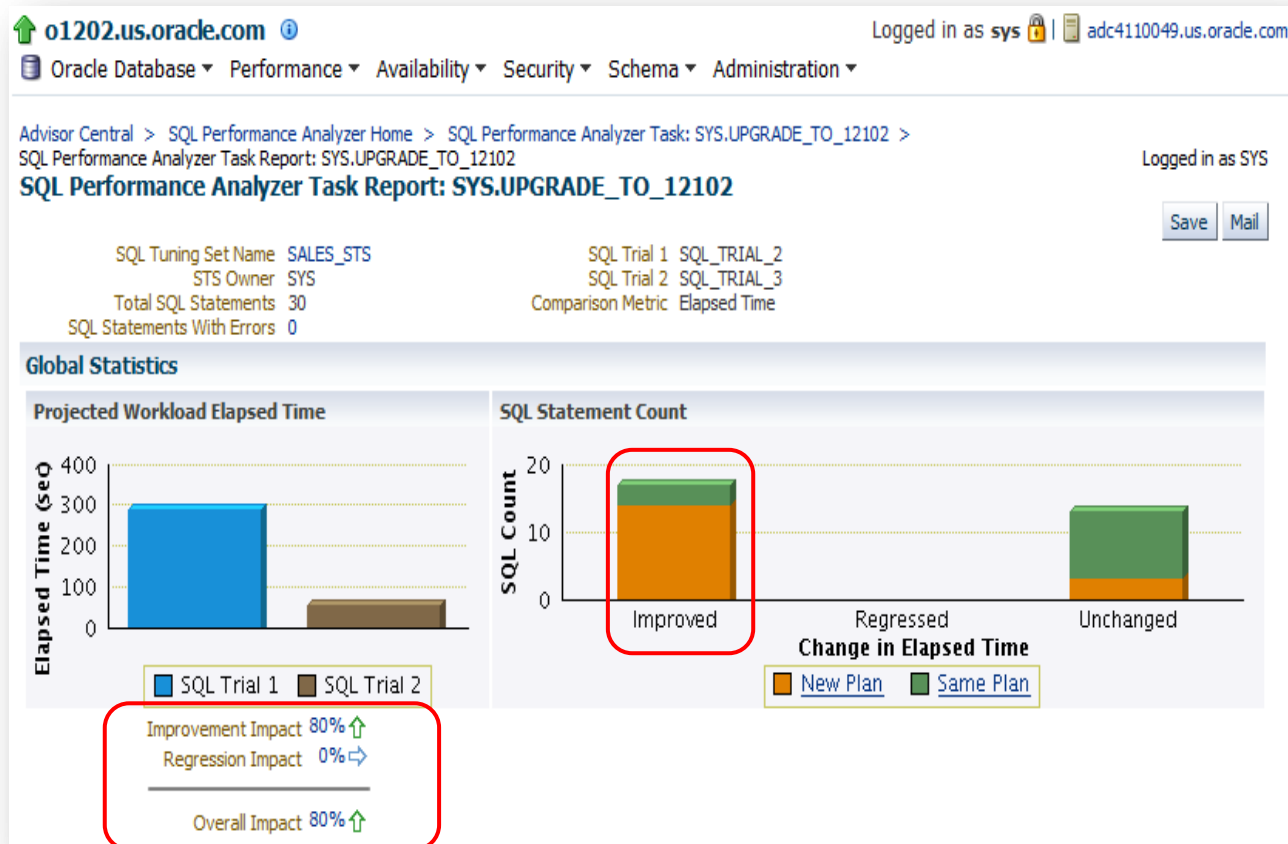 o1202.us.oracle.com Logged in as sys | adc4110049.us.oracle.com
Oracle Database Performance Availability Security Schema Administration
Advisor Central > SQL Performance Analyzer Home > SQL Performance Analyzer Task: SYS.UPGRADE_TO_12102 >
SQL Performance Analyzer Task Report: SYS.UPGRADE_TO_12102 Logged in as SYS
SQL Performance Analyzer Task Report: SYS.UPGRADE_TO_12102
Save Mail
SQL Tuning Set Name SALES_STS SQL Trial 1 SQL_TRIAL_2
STS Owner SYS SQL Trial 2 SQL_TRIAL_3
Total SQL Statements 30 Comparison Metric Elapsed Time
SQL Statements With Errors 0
Global Statistics
Projected Workload Elapsed Time
Elapsed Time (sec)
400
300
200
100
0
SQL Trial 1 SQL Trial 2
Improvement Impact 80%
Regression Impact 0%
Overall Impact 80%
SQL Statement Count
SQL Count
20
10
0
Improved Regressed Unchanged
Change in Elapsed Time
New Plan Same Plan